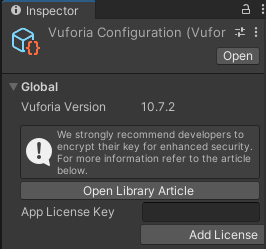 Inspector
Vuforia Configuration (Vufor
Open
Global
Vuforia Version 10.7.2
We strongly recommend developers to
encrypt their key for enhanced security.
For more information refer to the article
below.
Open Library Article
App License Key
Add License